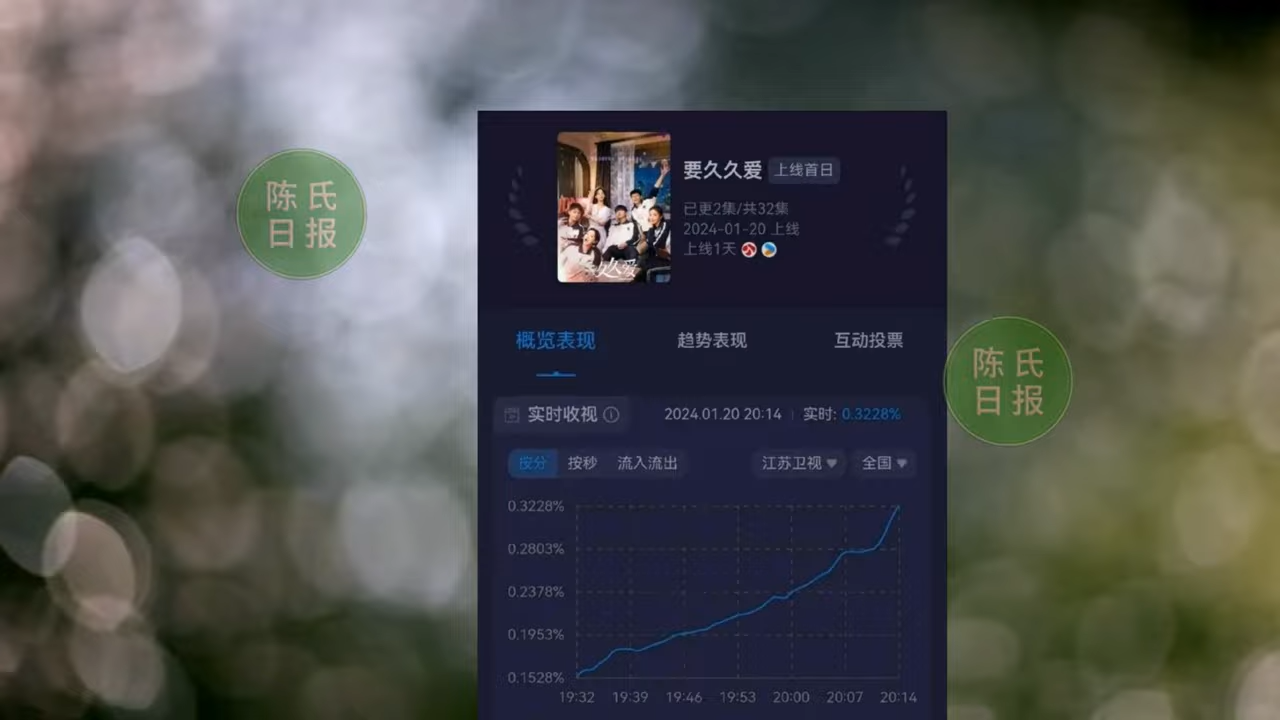 陈氏
日报
要久久爱 上线首日
已更2集/共32集
2024-01-20 上线
上线1天
概览表现 趋势表现 互动投票
陈氏
日报
实时收视 2024.01.20 20:14 实时: 0.3228%
按分 按秒 流入流出 江苏卫视 全国
0.3228%
0.2803%
0.2378%
0.1953%
0.1528%
19:32 19:39 19:46 19:53 20:00 20:07 20:14